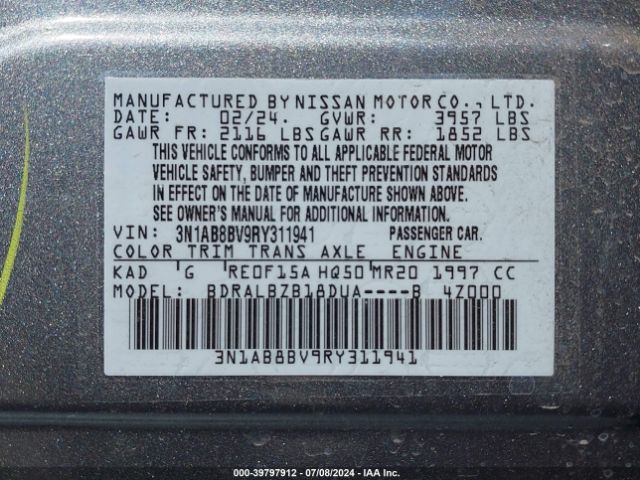 MANUFACTURED BY NISSAN MOTOR CO., LTD.
DATE: 02/24. GVWR: 3957 LBS
GAWR FR: 2116 LBS GAWR RR: 1852 LBS
THIS VEHICLE CONFORMS TO ALL APPLICABLE FEDERAL MOTOR
VEHICLE SAFETY, BUMPER AND THEFT PREVENTION STANDARDS
IN EFFECT ON THE DATE OF MANUFACTURE SHOWN ABOVE.
SEE OWNER'S MANUAL FOR ADDITIONAL INFORMATION.
VIN: 3N1AB8BV9RY311941 PASSENGER CAR.
COLOR TRIM TRANS AXLE ENGINE
KAD G RE0F15A HQ50 MR20 1997 CC
MODEL: BDRALBZB18DUA----B 4Z000
3N1AB8BV9RY311941
000-39797912 - 07/08/2024 - IAA Inc.